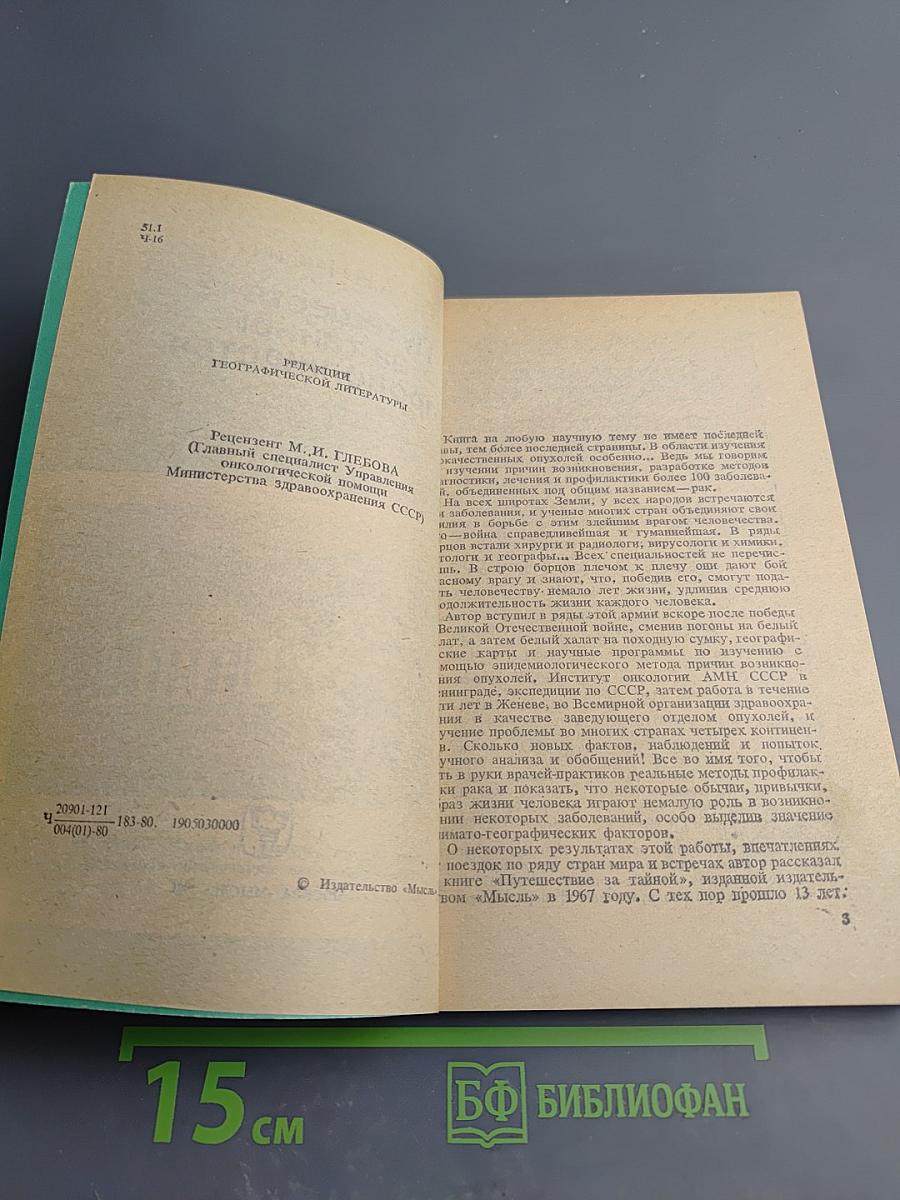 51.1
Ч-16
РЕДАКЦИИ
ГЕОГРАФИЧЕСКОЙ ЛИТЕРАТУРЫ
Рецензент М. И. ГЛЕБОВА
(Главный специалист Управления
онкологической помощи
Министерства здравоохранения СССР)
Ч 20901-121
004(01)-80 183-80. 1905030000
© Издательство «Мысль»
Книга на любую научную тему не имеет последней
вы, тем более последней страницы. В области изучения
окачественных опухолей особенно... Ведь мы говорим
изучении причин возникновения, разработке методов
агностики, лечения и профилактики более 100 заболева-
й, объединенных под общим названием — рак.
На всех широтах Земли, у всех народов встречаются
и заболевания, и ученые многих стран объединяют свои
илия в борьбе с этим злейшим врагом человечества.
о — война справедливейшая и гуманнейшая. В ряды
рцов встали хирурги и радиологи, вирусологи и химики,
тологи и географы... Всех специальностей не перечис-
шь. В строю борцов плечом к плечу они дают бой
асному врагу и знают, что, победив его, смогут пода-
ть человечеству немало лет жизни, удлинив среднюю
одолжительность жизни каждого человека.
Автор вступил в ряды этой армии вскоре после победы
Великой Отечественной войне, сменив погоны на белый
лат, а затем белый халат на походную сумку, географи-
ские карты и научные программы по изучению с
мощью эпидемиологического метода причин возникно-
ния опухолей. Институт онкологии АМН СССР в
нинграде, экспедиции по СССР, затем работа в течение
ти лет в Женеве, во Всемирной организации здравоохра-
ния в качестве заведующего отделом опухолей, и
учение проблемы во многих странах четырех континен-
в. Сколько новых фактов, наблюдений и попыток
учного анализа и обобщений! Все во имя того, чтобы
ть в руки врачей-практиков реальные методы профилак-
ки рака и показать, что некоторые обычаи, привычки,
раз жизни человека играют немалую роль в возникно-
нии некоторых заболеваний, особо выделив значение
имато-географических факторов.
О некоторых результатах этой работы, впечатлениях
поездок по ряду стран мира и встречах автор рассказал
книге «Путешествие за тайной», изданной издатель-
вом «Мысль» в 1967 году. С тех пор прошло 13 лет.
3
15 см
БФ БИБЛИОФАН